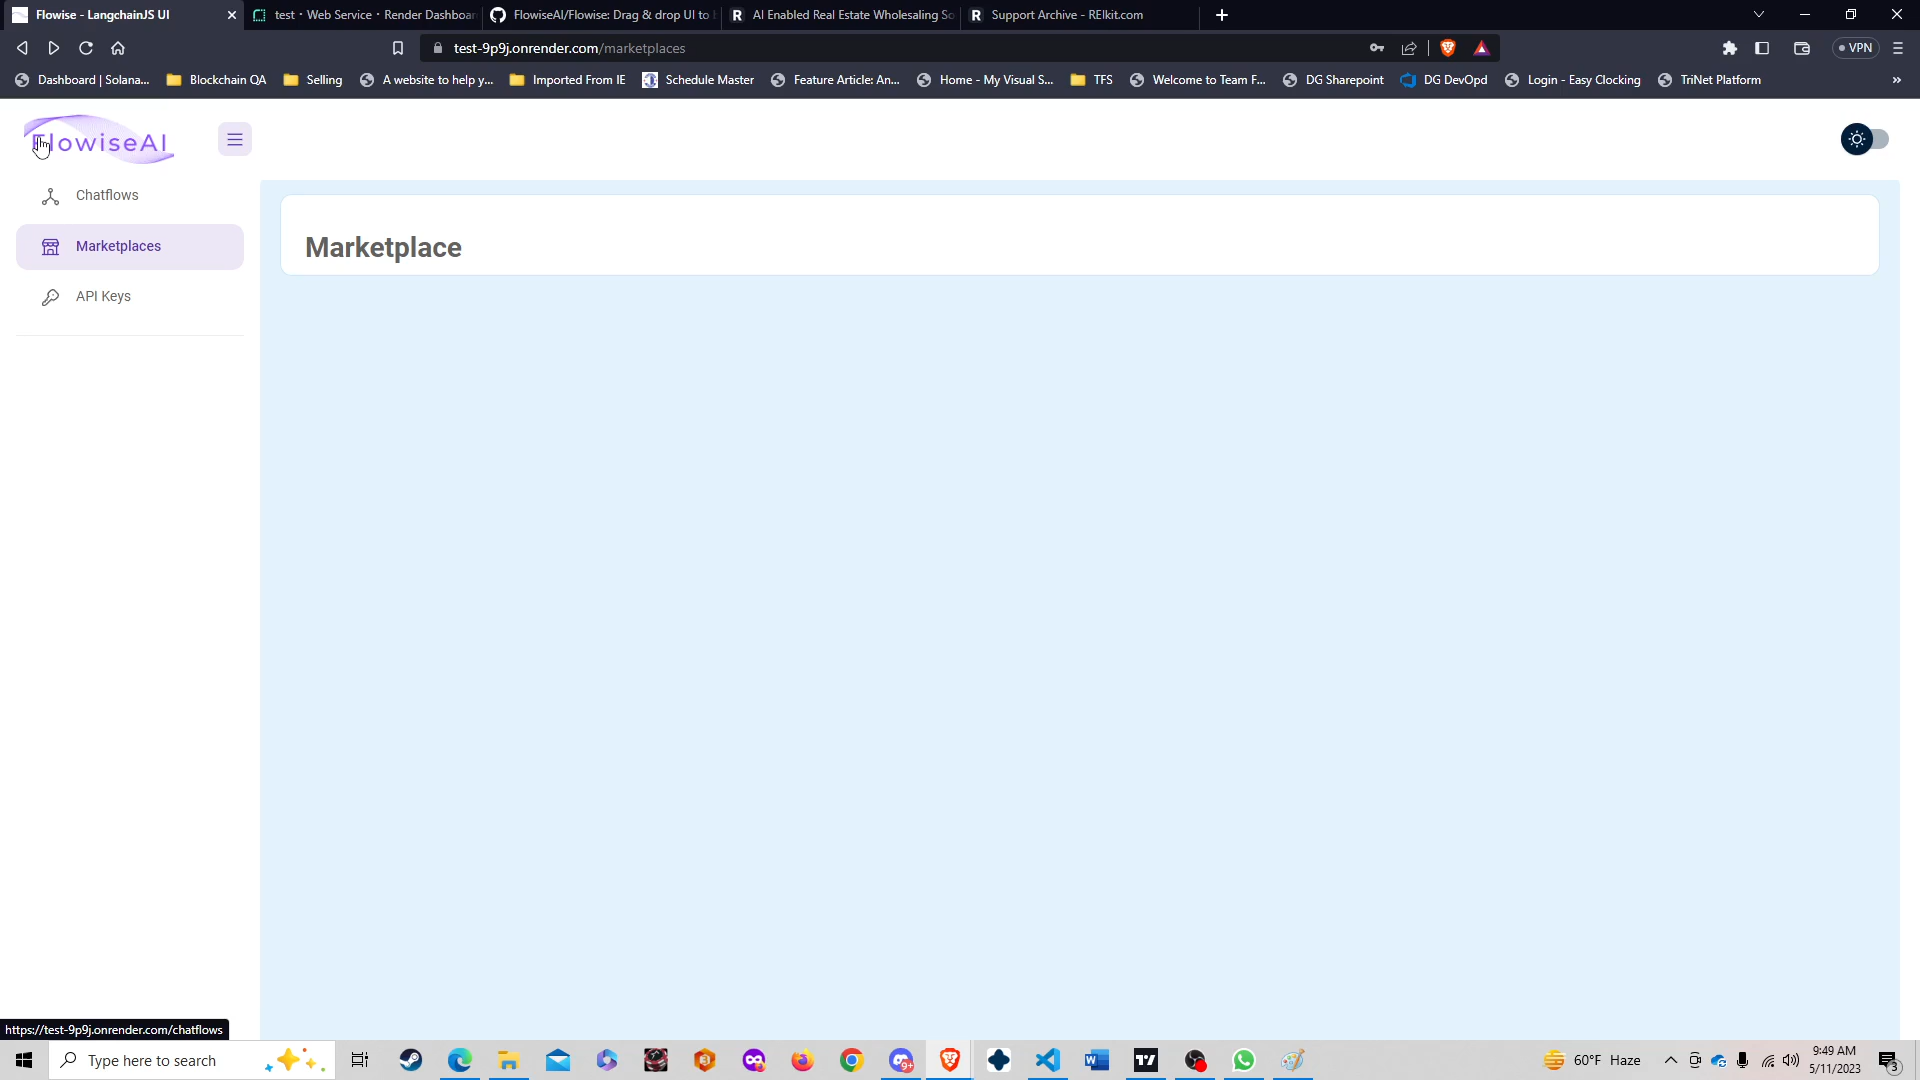 Flowise - LangchainJS UI
test · Web Service · Render Dashboar
FlowiseAI/Flowise: Drag & drop UI to b
AI Enabled Real Estate Wholesaling So
Support Archive - REIkit.com
test-9p9j.onrender.com/marketplaces
VPN
Dashboard | Solana...
Blockchain QA
Selling
A website to help y...
Imported From IE
Schedule Master
Feature Article: An...
Home - My Visual S...
TFS
Welcome to Team F...
DG Sharepoint
DG DevOpd
Login - Easy Clocking
TriNet Platform
»
FlowiseAI
Chatflows
Marketplaces
API Keys
Marketplace
https://test-9p9j.onrender.com/chatflows
Type here to search
9+
60°F Haze
9:49 AM
5/11/2023
3